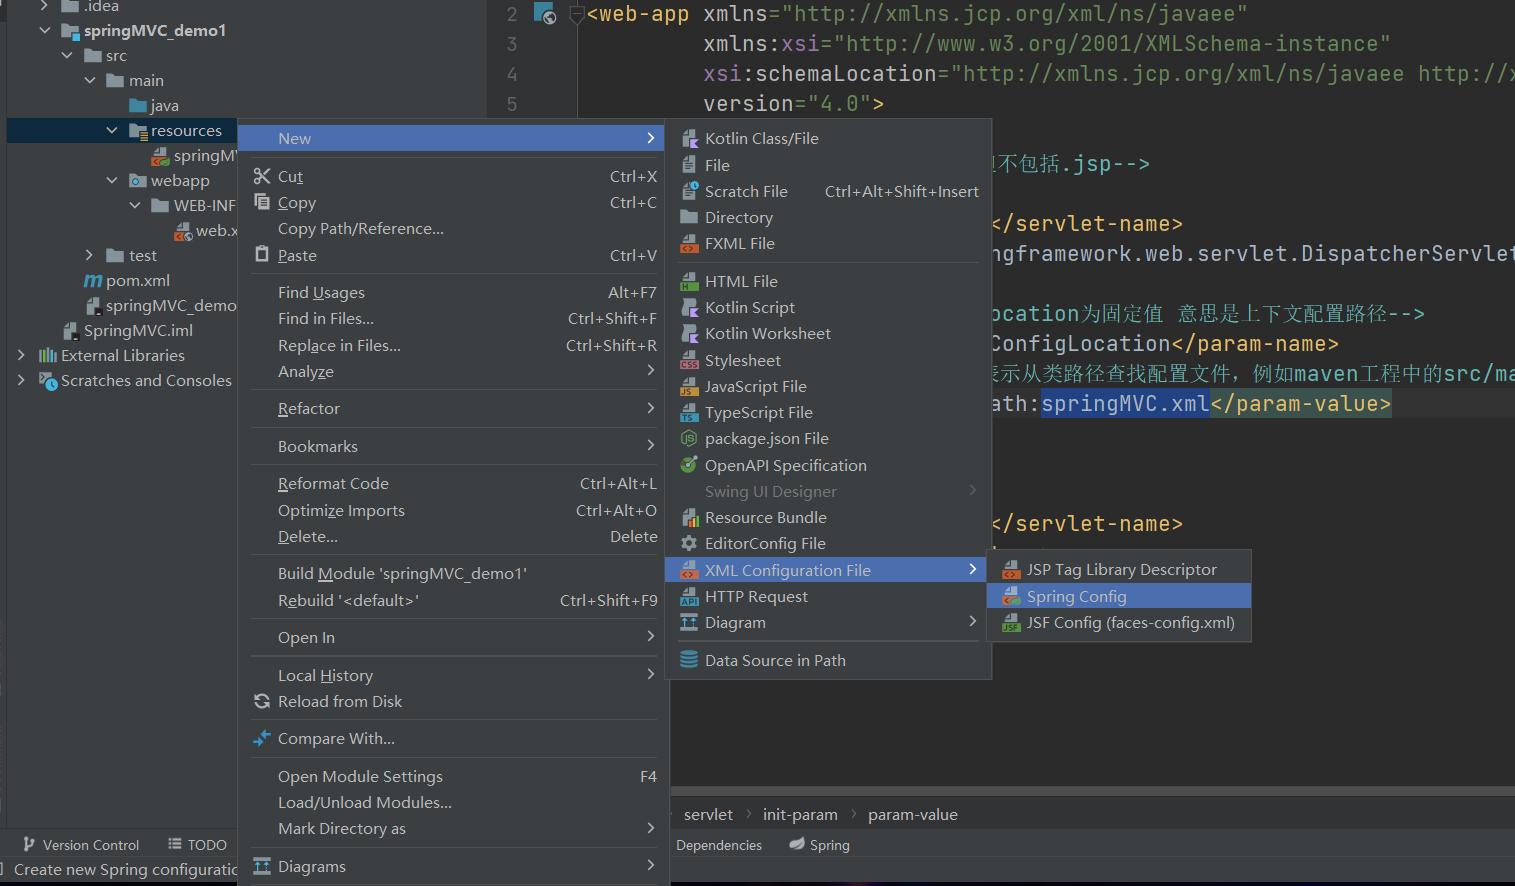 .idea
springMVC_demo1
src
main
java
resources
webapp
WEB-INF
test
pom.xml
springMVC_demo
SpringMVC.iml
External Libraries
Scratches and Consoles
New
Cut Ctrl+X
Copy Ctrl+C
Copy Path/Reference...
Paste Ctrl+V
Find Usages Alt+F7
Find in Files... Ctrl+Shift+F
Replace in Files... Ctrl+Shift+R
Analyze
Refactor
Bookmarks
Reformat Code Ctrl+Alt+L
Optimize Imports Ctrl+Alt+O
Delete... Delete
Build Module 'springMVC_demo1'
Rebuild '<default>' Ctrl+Shift+F9
Open In
Local History
Reload from Disk
Compare With...
Open Module Settings F4
Load/Unload Modules...
Mark Directory as
Diagrams
Kotlin Class/File
File
Scratch File Ctrl+Alt+Shift+Insert
Directory
FXML File
HTML File
Kotlin Script
Kotlin Worksheet
Stylesheet
JavaScript File
TypeScript File
package.json File
OpenAPI Specification
Swing UI Designer
Resource Bundle
EditorConfig File
XML Configuration File
HTTP Request
Diagram
Data Source in Path
JSP Tag Library Descriptor
Spring Config
JSF Config (faces-config.xml)
2 <web-app xmlns="http://xmlns.jcp.org/xml/ns/javaee"
3 xmlns:xsi="http://www.w3.org/2001/XMLSchema-instance"
4 xsi:schemaLocation="http://xmlns.jcp.org/xml/ns/javaee http://
5 version="4.0">
不包括.jsp-->
</servlet-name>
ngframework.web.servlet.DispatcherServlet
ocation为固定值 意思是上下文配置路径-->
ConfigLocation</param-name>
表示从类路径查找配置文件，例如maven工程中的src/ma
ath:springMVC.xml</param-value>
</servlet-name>
servlet init-param param-value
Dependencies Spring
Version Control TODO
Create new Spring configuratio